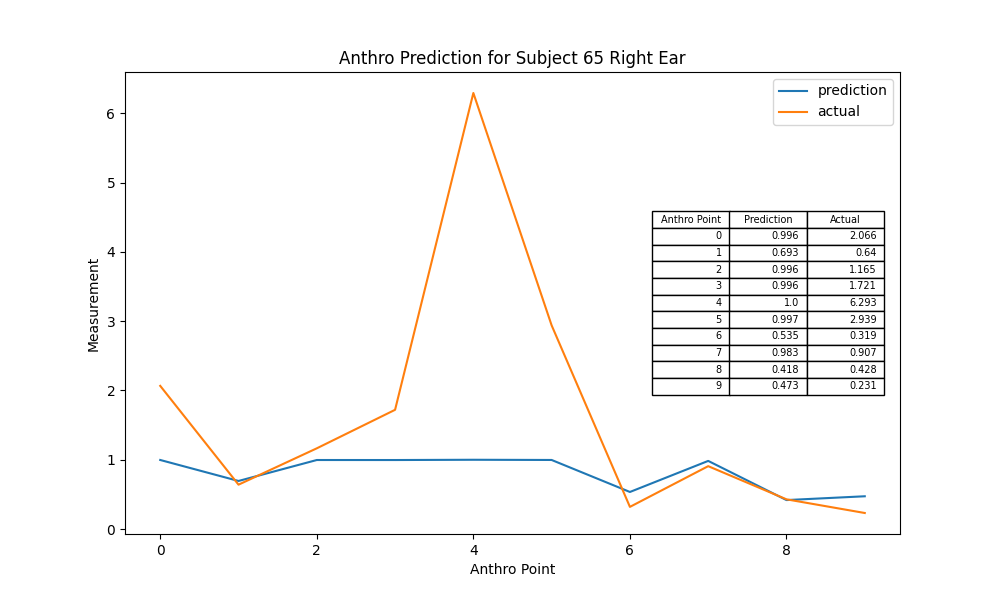 Anthro Prediction for Subject 65 Right Ear
prediction
actual
6
5
4
3
2
1
0
Measurement
Anthro Point Prediction Actual
0 0.996 2.066
1 0.693 0.64
2 0.996 1.165
3 0.996 1.721
4 1.0 6.293
5 0.997 2.939
6 0.535 0.319
7 0.983 0.907
8 0.418 0.428
9 0.473 0.231
0 2 4 6 8
Anthro Point